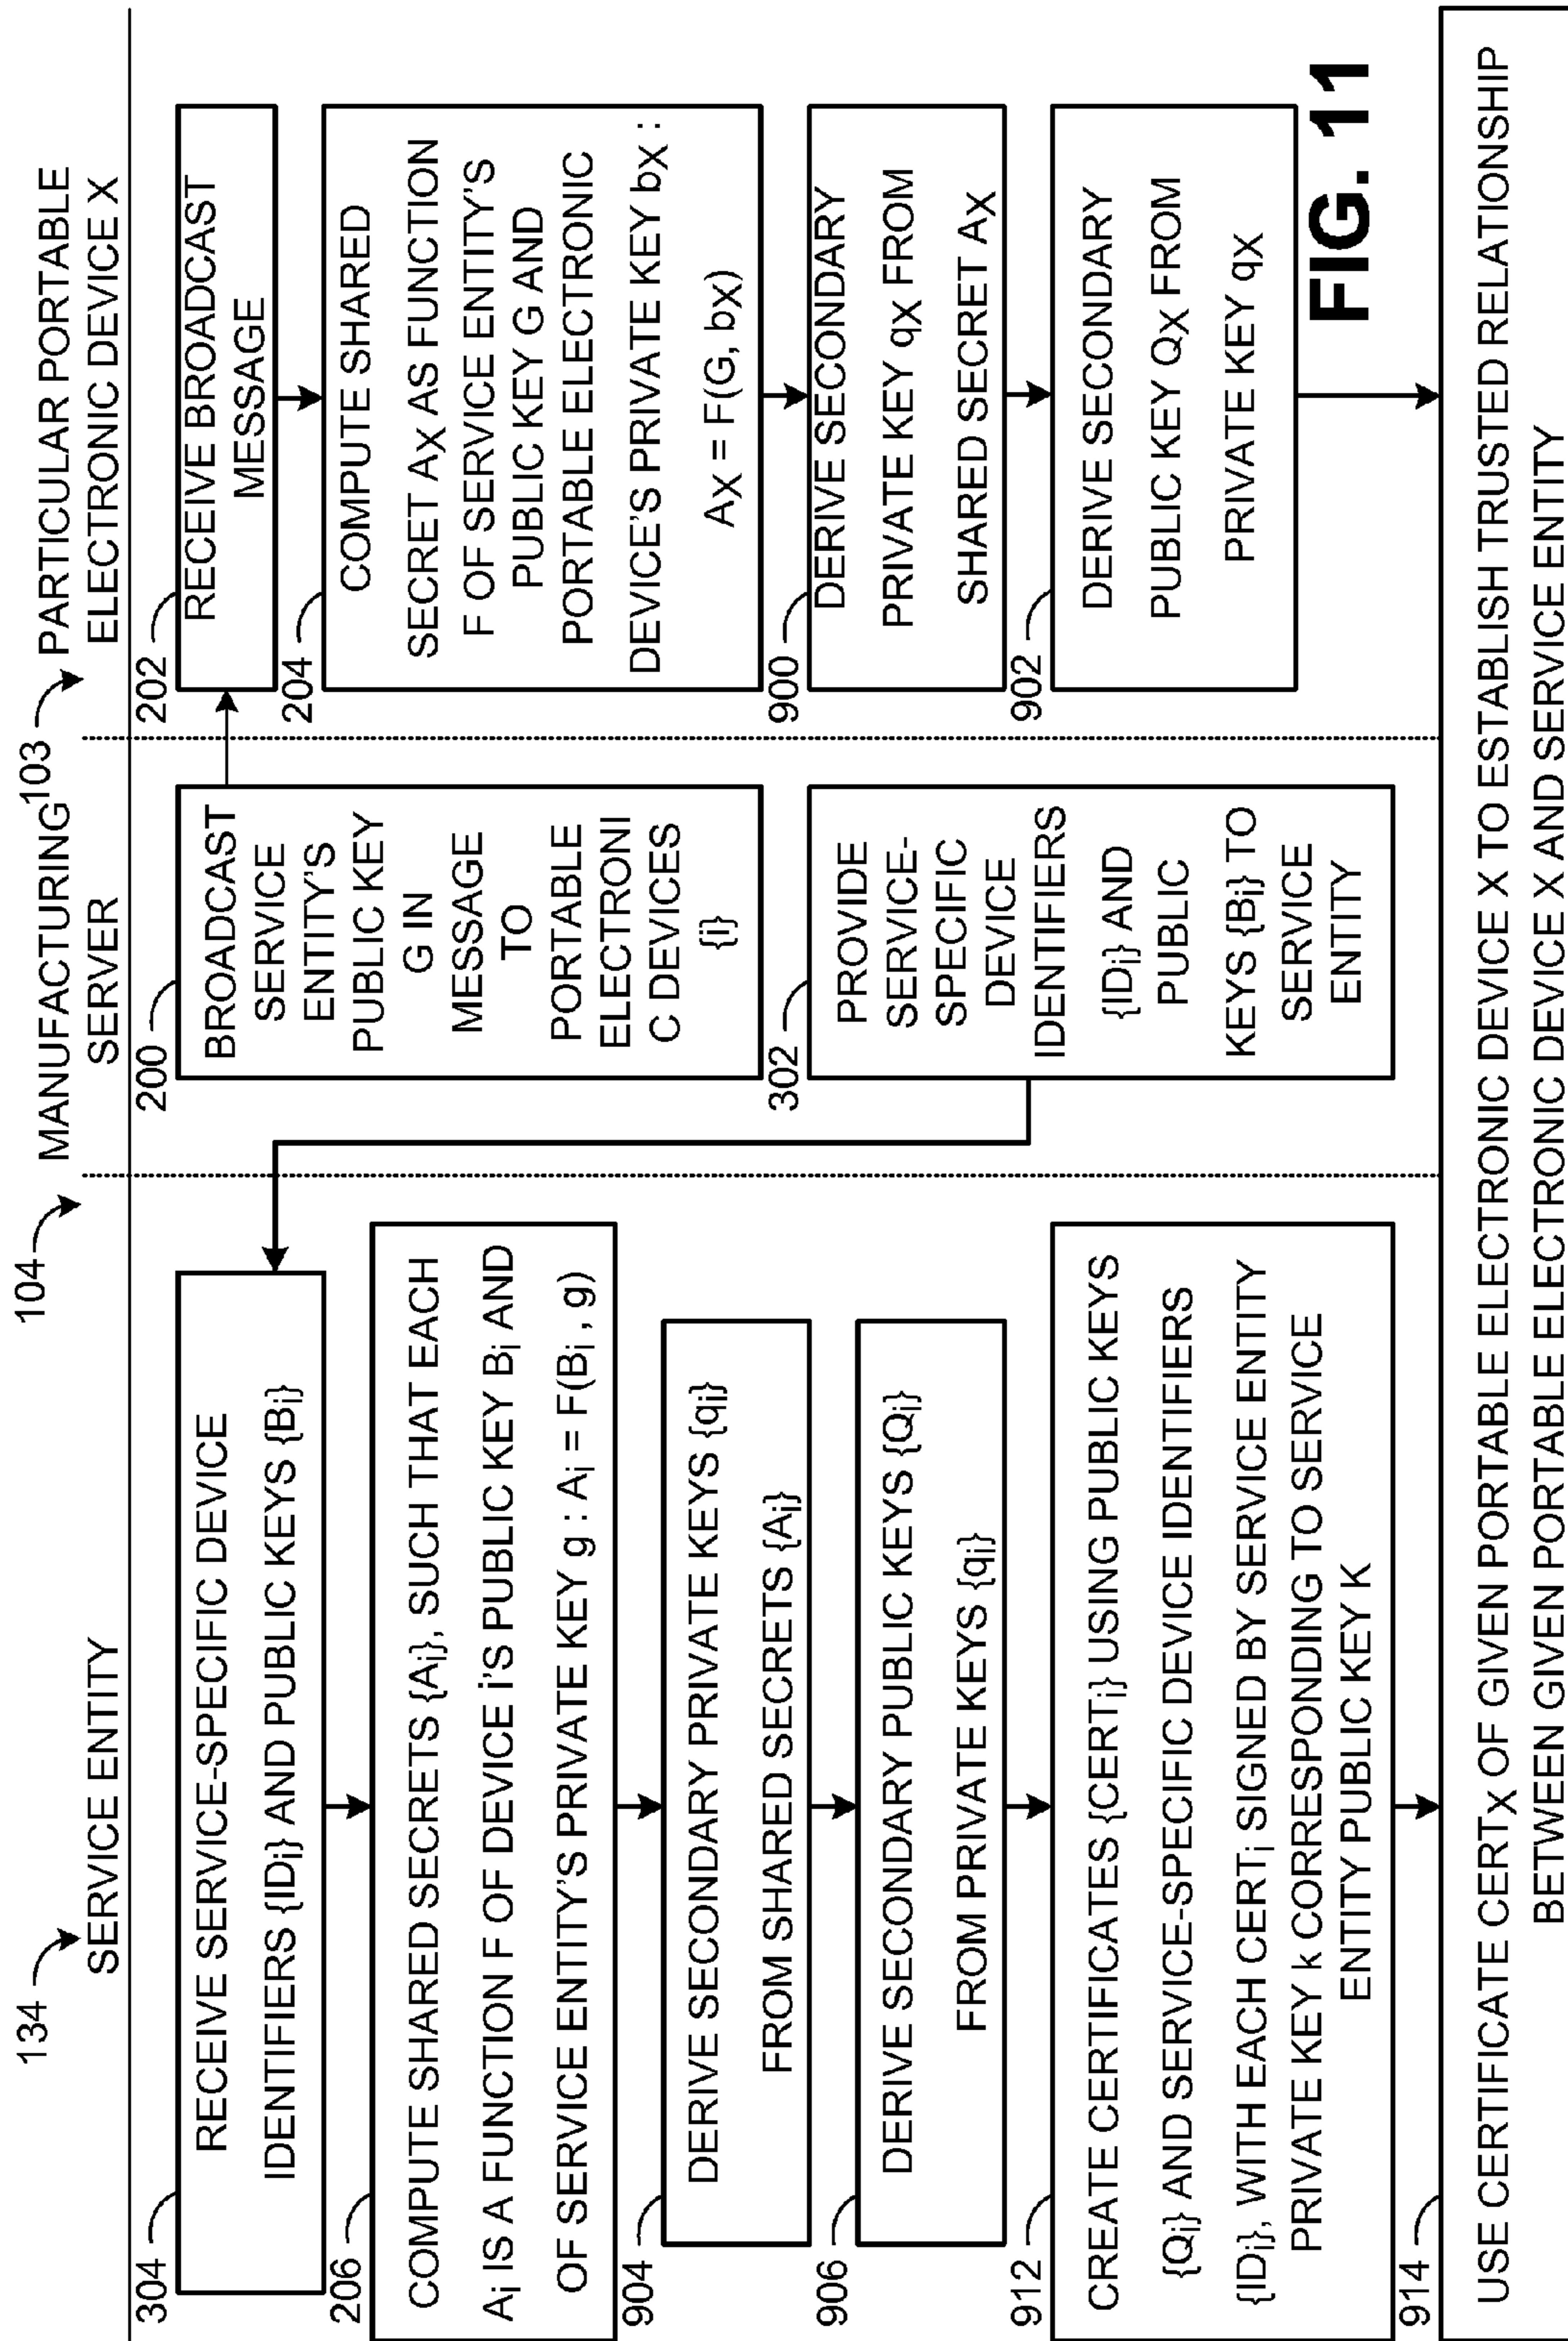 134
SERVICE ENTITY
104
MANUFACTURING
SERVER
103
PARTICULAR PORTABLE
ELECTRONIC DEVICE X
304
RECEIVE SERVICE-SPECIFIC DEVICE
IDENTIFIERS {IDi} AND PUBLIC KEYS {Bi}
206
COMPUTE SHARED SECRETS {Ai}, SUCH THAT EACH
Ai IS A FUNCTION F OF DEVICE i'S PUBLIC KEY Bi AND
OF SERVICE ENTITY'S PRIVATE KEY g : Ai = F(Bi , g)
904
DERIVE SECONDARY PRIVATE KEYS {qi}
FROM SHARED SECRETS {Ai}
906
DERIVE SECONDARY PUBLIC KEYS {Qi}
FROM PRIVATE KEYS {qi}
912
CREATE CERTIFICATES {CERTi} USING PUBLIC KEYS
{Qi} AND SERVICE-SPECIFIC DEVICE IDENTIFIERS
{IDi}, WITH EACH CERTi SIGNED BY SERVICE ENTITY
PRIVATE KEY k CORRESPONDING TO SERVICE
ENTITY PUBLIC KEY K
200
BROADCAST
SERVICE
ENTITY'S
PUBLIC KEY
G IN
MESSAGE
TO
PORTABLE
ELECTRONI
C DEVICES
{i}
302
PROVIDE
SERVICE-
SPECIFIC
DEVICE
IDENTIFIERS
{IDi} AND
PUBLIC
KEYS {Bi} TO
SERVICE
ENTITY
202
RECEIVE BROADCAST
MESSAGE
204
COMPUTE SHARED
SECRET AX AS FUNCTION
F OF SERVICE ENTITY'S
PUBLIC KEY G AND
PORTABLE ELECTRONIC
DEVICE'S PRIVATE KEY bX :
AX = F(G, bX)
900
DERIVE SECONDARY
PRIVATE KEY qX FROM
SHARED SECRET AX
902
DERIVE SECONDARY
PUBLIC KEY QX FROM
PRIVATE KEY qX
FIG. 11
914
USE CERTIFICATE CERTX OF GIVEN PORTABLE ELECTRONIC DEVICE X TO ESTABLISH TRUSTED RELATIONSHIP
BETWEEN GIVEN PORTABLE ELECTRONIC DEVICE X AND SERVICE ENTITY